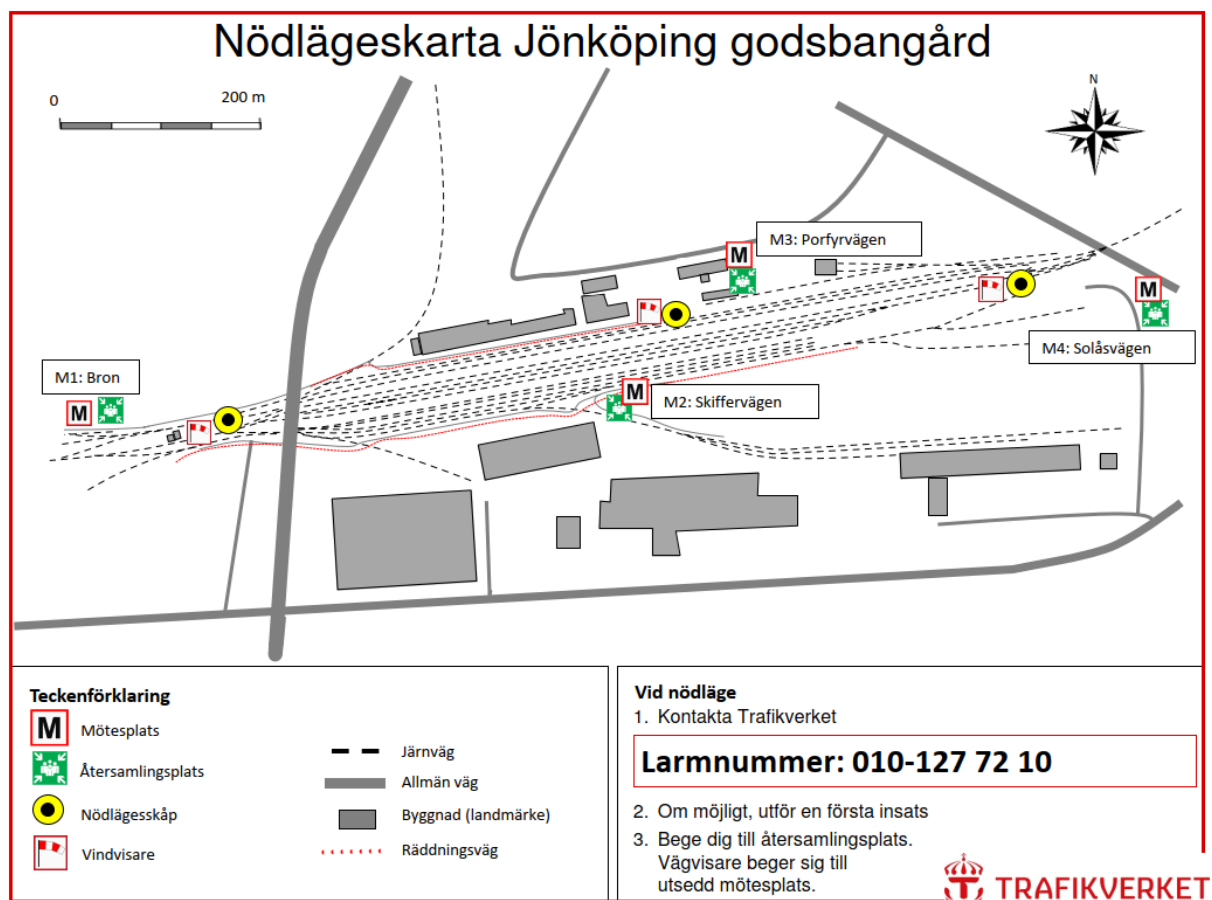 Nödlägeskarta Jönköping godsbangård
0
200 m
N
M3: Porfyrvägen
M
M
M4: Solåsvägen
M1: Bron
M
M
M2: Skiffervägen
Teckenförklaring
M
Mötesplats
Återsamlingsplats
Nödlägesskåp
Vindvisare
Järnväg
Allmän väg
Byggnad (landmärke)
Räddningsväg
Vid nödläge
1. Kontakta Trafikverket
Larmnummer: 010-127 72 10
2. Om möjligt, utför en första insats
3. Bege dig till återsamlingsplats.
Vägvisare beger sig till
utsedd mötesplats.
TRAFIKVERKET